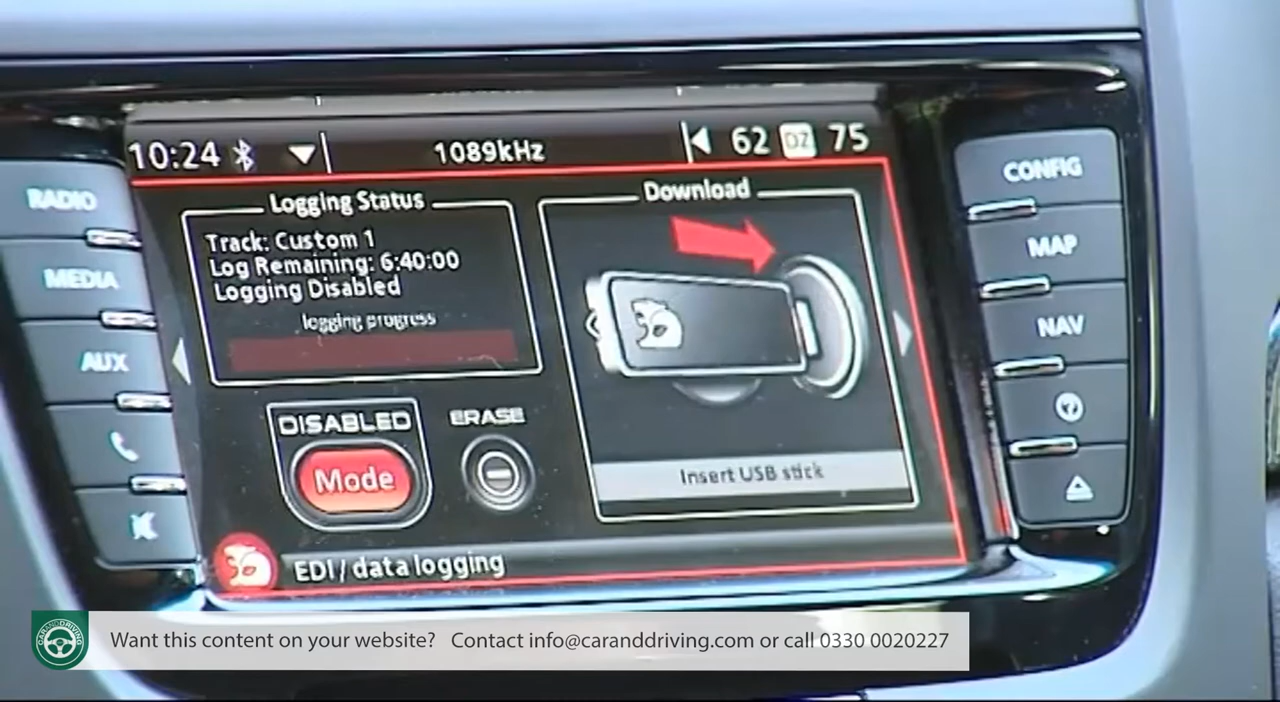 10:24
1089kHz
62 DZ 75
RADIO
MEDIA
AUX
CONFIG
MAP
NAV
Logging Status
Track: Custom 1
Log Remaining: 6:40:00
Logging Disabled
logging progress
Download
Insert USB stick
DISABLED
Mode
ERASE
EDI / data logging
CARANDDRIVING
Want this content on your website? Contact info@caranddriving.com or call 0330 0020227